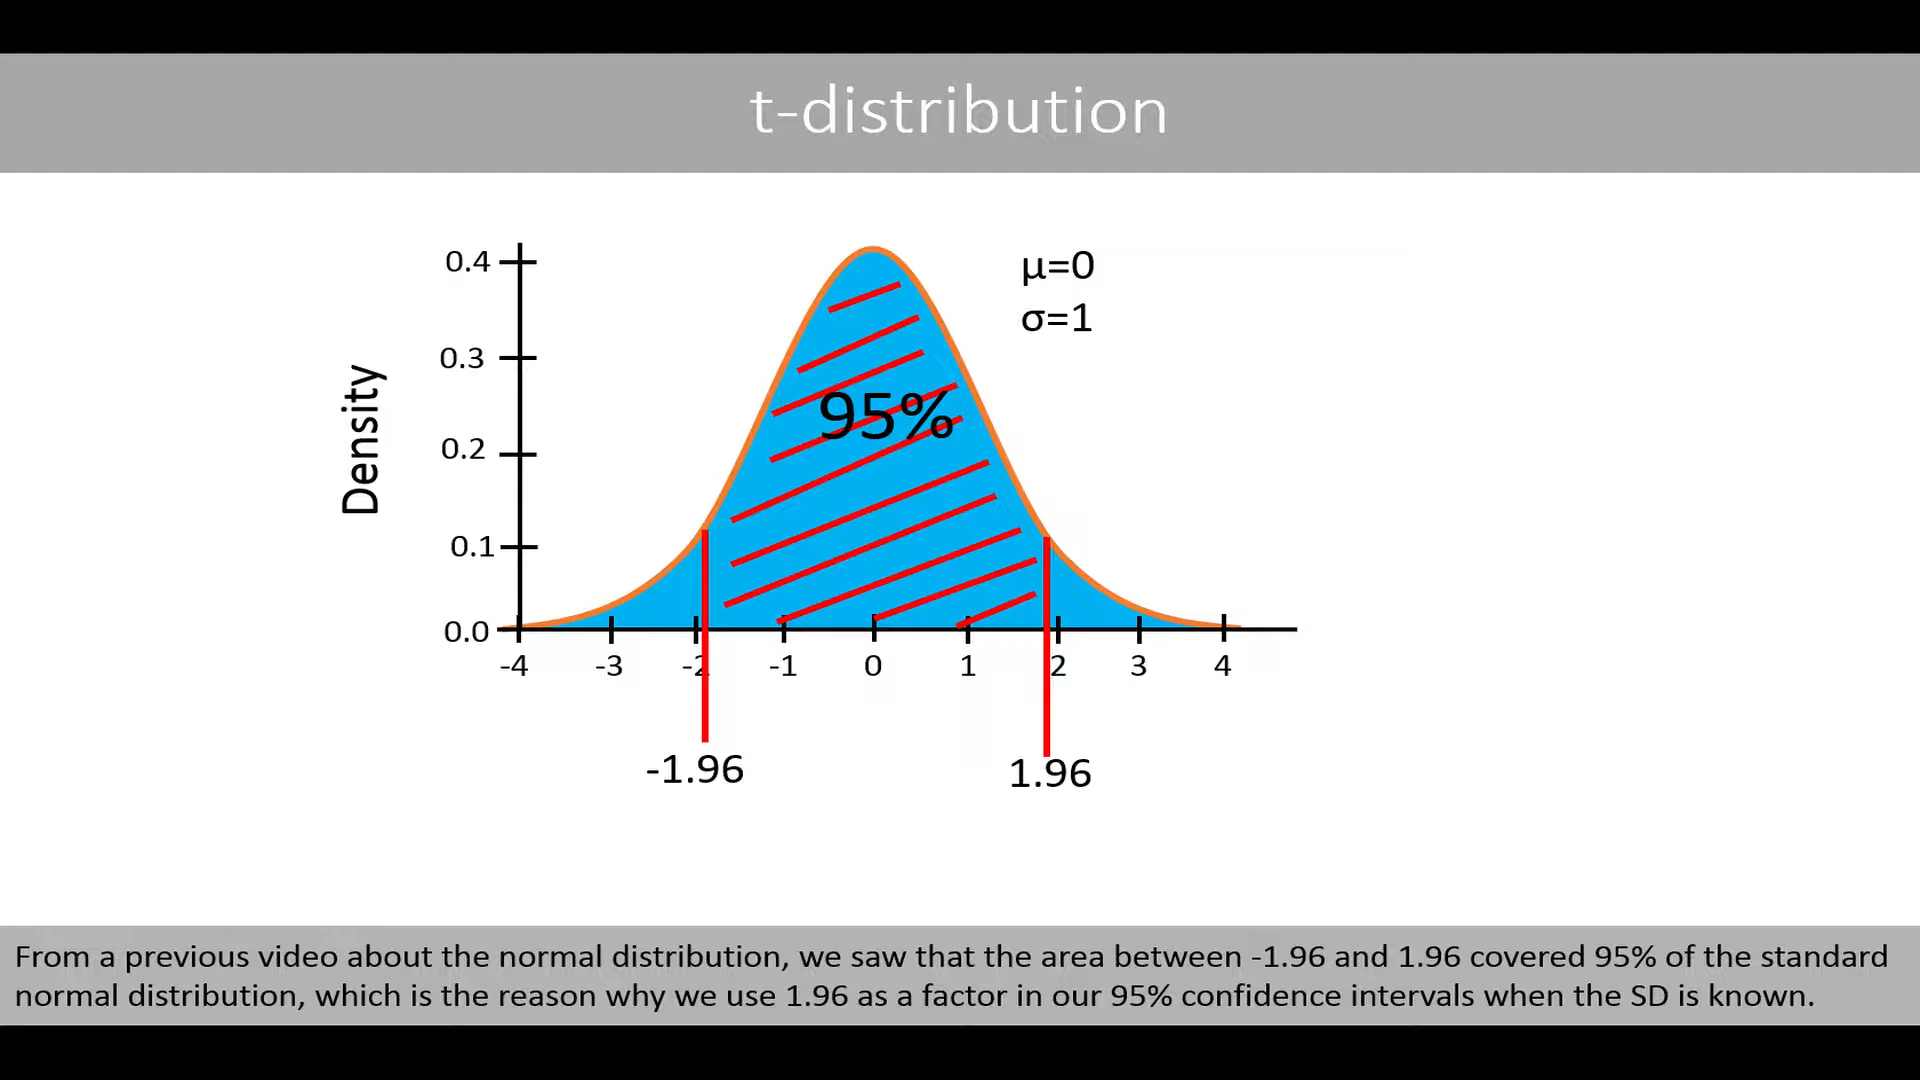 t-distribution
0.4
μ=0
σ=1
0.3
Density
95%
0.2
0.1
0.0
-4 -3 -2 -1 0 1 2 3 4
-1.96 1.96
From a previous video about the normal distribution, we saw that the area between -1.96 and 1.96 covered 95% of the standard
normal distribution, which is the reason why we use 1.96 as a factor in our 95% confidence intervals when the SD is known.